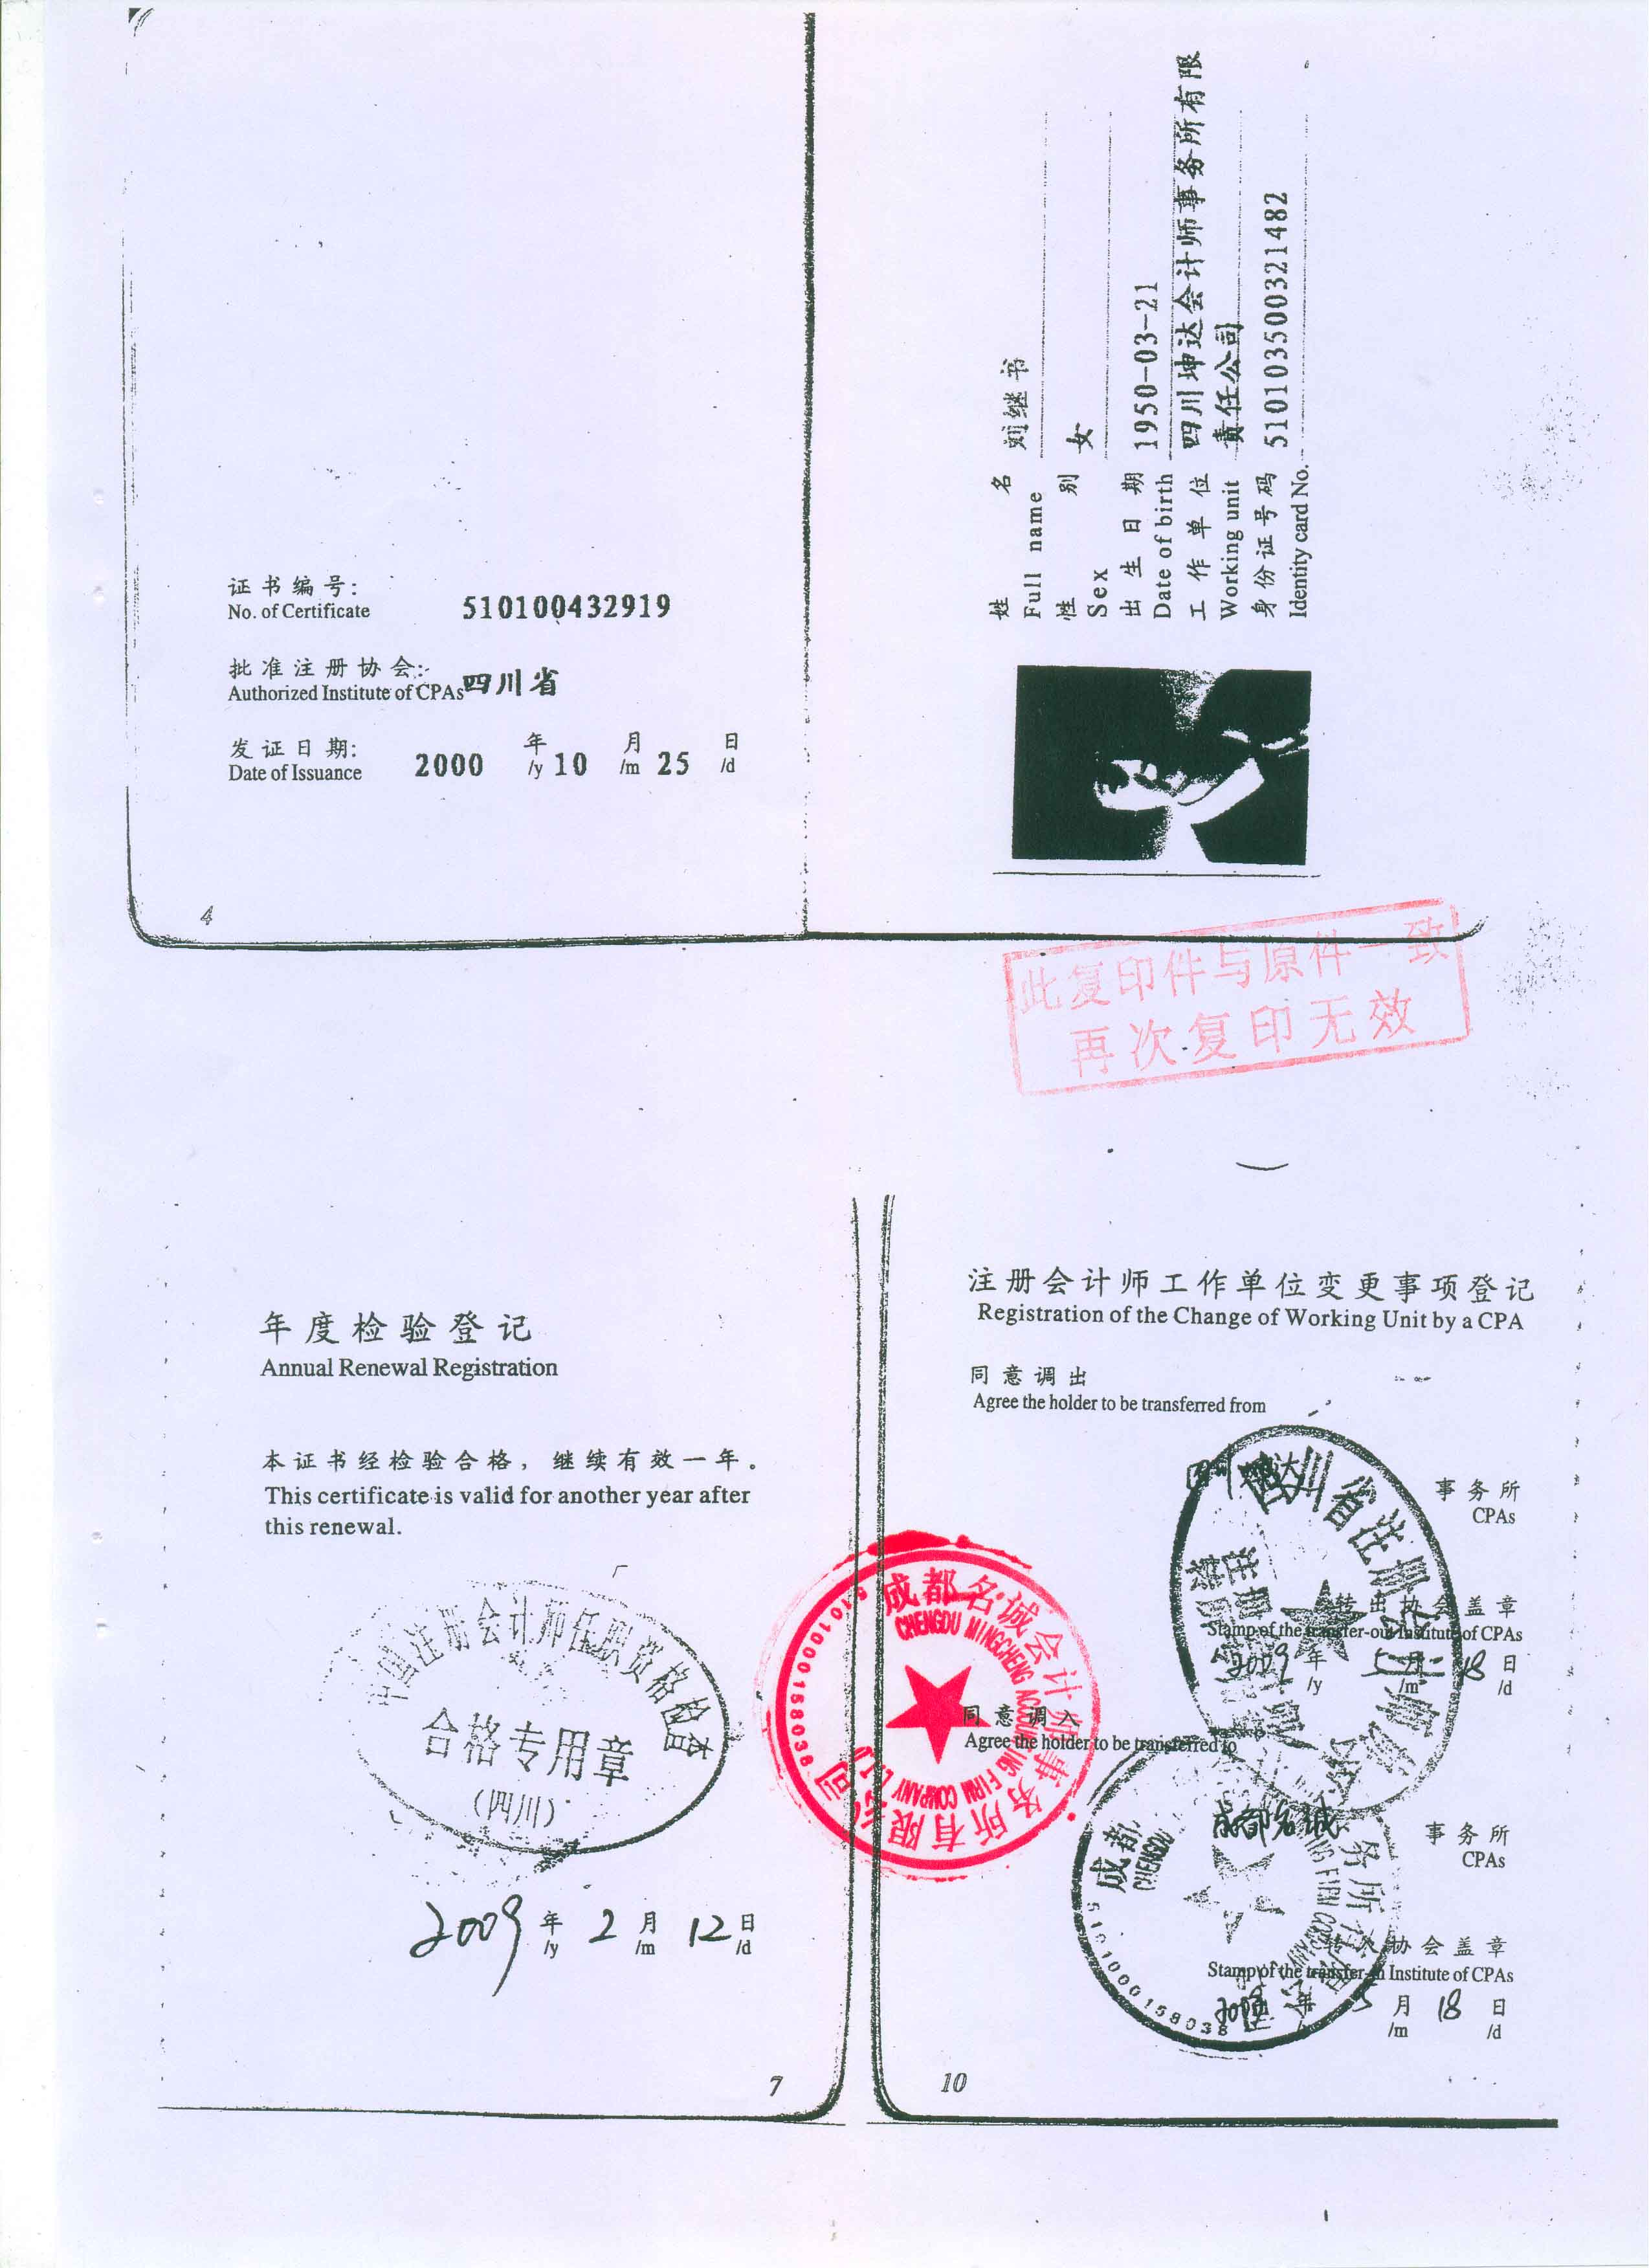 证书编号:
No. of Certificate
510100432919
批准注册协会:
Authorized Institute of CPAs
四川省
发证日期:
Date of Issuance
2000 年 /y 10 月 /m 25 日 /d
4
姓 名
Full name
刘继书
性 别
Sex
女
出生日期
Date of birth
1950-03-21
工作单位
Working unit
四川坤达会计师事务所有限
责任公司
身份证号码
Identity card No.
510103500321482
此复印件与原件一致
再次复印无效
年度检验登记
Annual Renewal Registration
本证书经检验合格，继续有效一年。
This certificate is valid for another year after
this renewal.
中国注册会计师任职资格检查
合格专用章
(四川)
2009 年 /y 2 月 /m 12 日 /d
7
注册会计师工作单位变更事项登记
Registration of the Change of Working Unit by a CPA
同意调出
Agree the holder to be transferred from
事务所
CPAs
转出协会盖章
Stamp of the transfer-out Institute of CPAs
2009 年 /y 5 月 /m 18 日 /d
同意调入
Agree the holder to be transferred to
成都名诚
事务所
CPAs
转入协会盖章
Stamp of the transfer-in Institute of CPAs
年 5 月 /m 18 日 /d
10
成都名诚会计师事务所有限公司
CHENGDU MINGCHENG ACCOUNTING FIRM COMPANY LTD
5101000158038
四川省注册会计师协会
成都
CHENGDU
务所有限
5101000158038